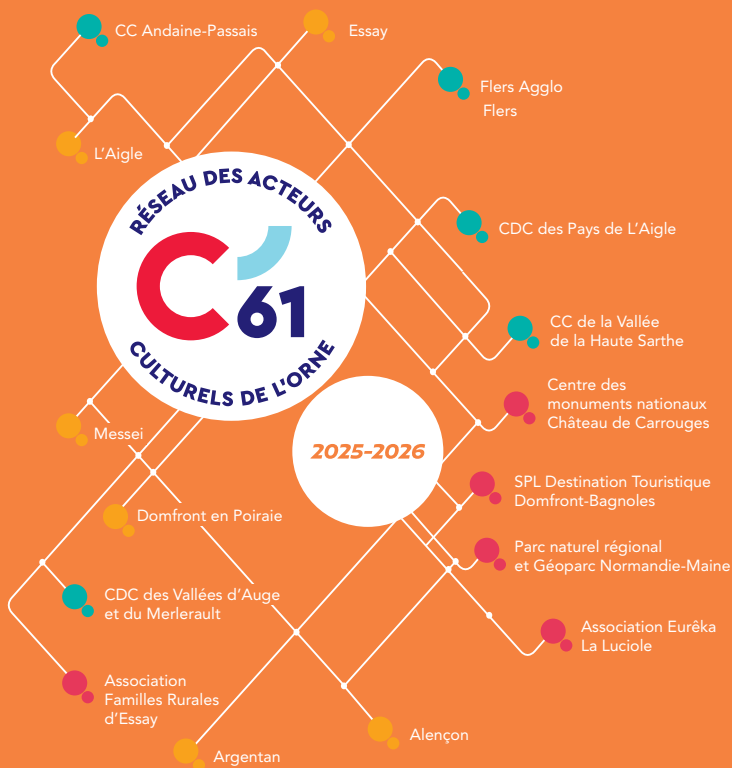 CC Andaine-Passais
Essay
Flers Agglo
Flers
L'Aigle
RÉSEAU DES ACTEURS
C'61
CULTURELS DE L'ORNE
CDC des Pays de L'Aigle
CC de la Vallée
de la Haute Sarthe
Centre des
monuments nationaux
Château de Carrouges
Messei
2025-2026
SPL Destination Touristique
Domfront-Bagnoles
Domfront en Poiraie
Parc naturel régional
et Géoparc Normandie-Maine
CDC des Vallées d'Auge
et du Merlerault
Association Eurêka
La Luciole
Association
Familles Rurales
d'Essay
Alençon
Argentan